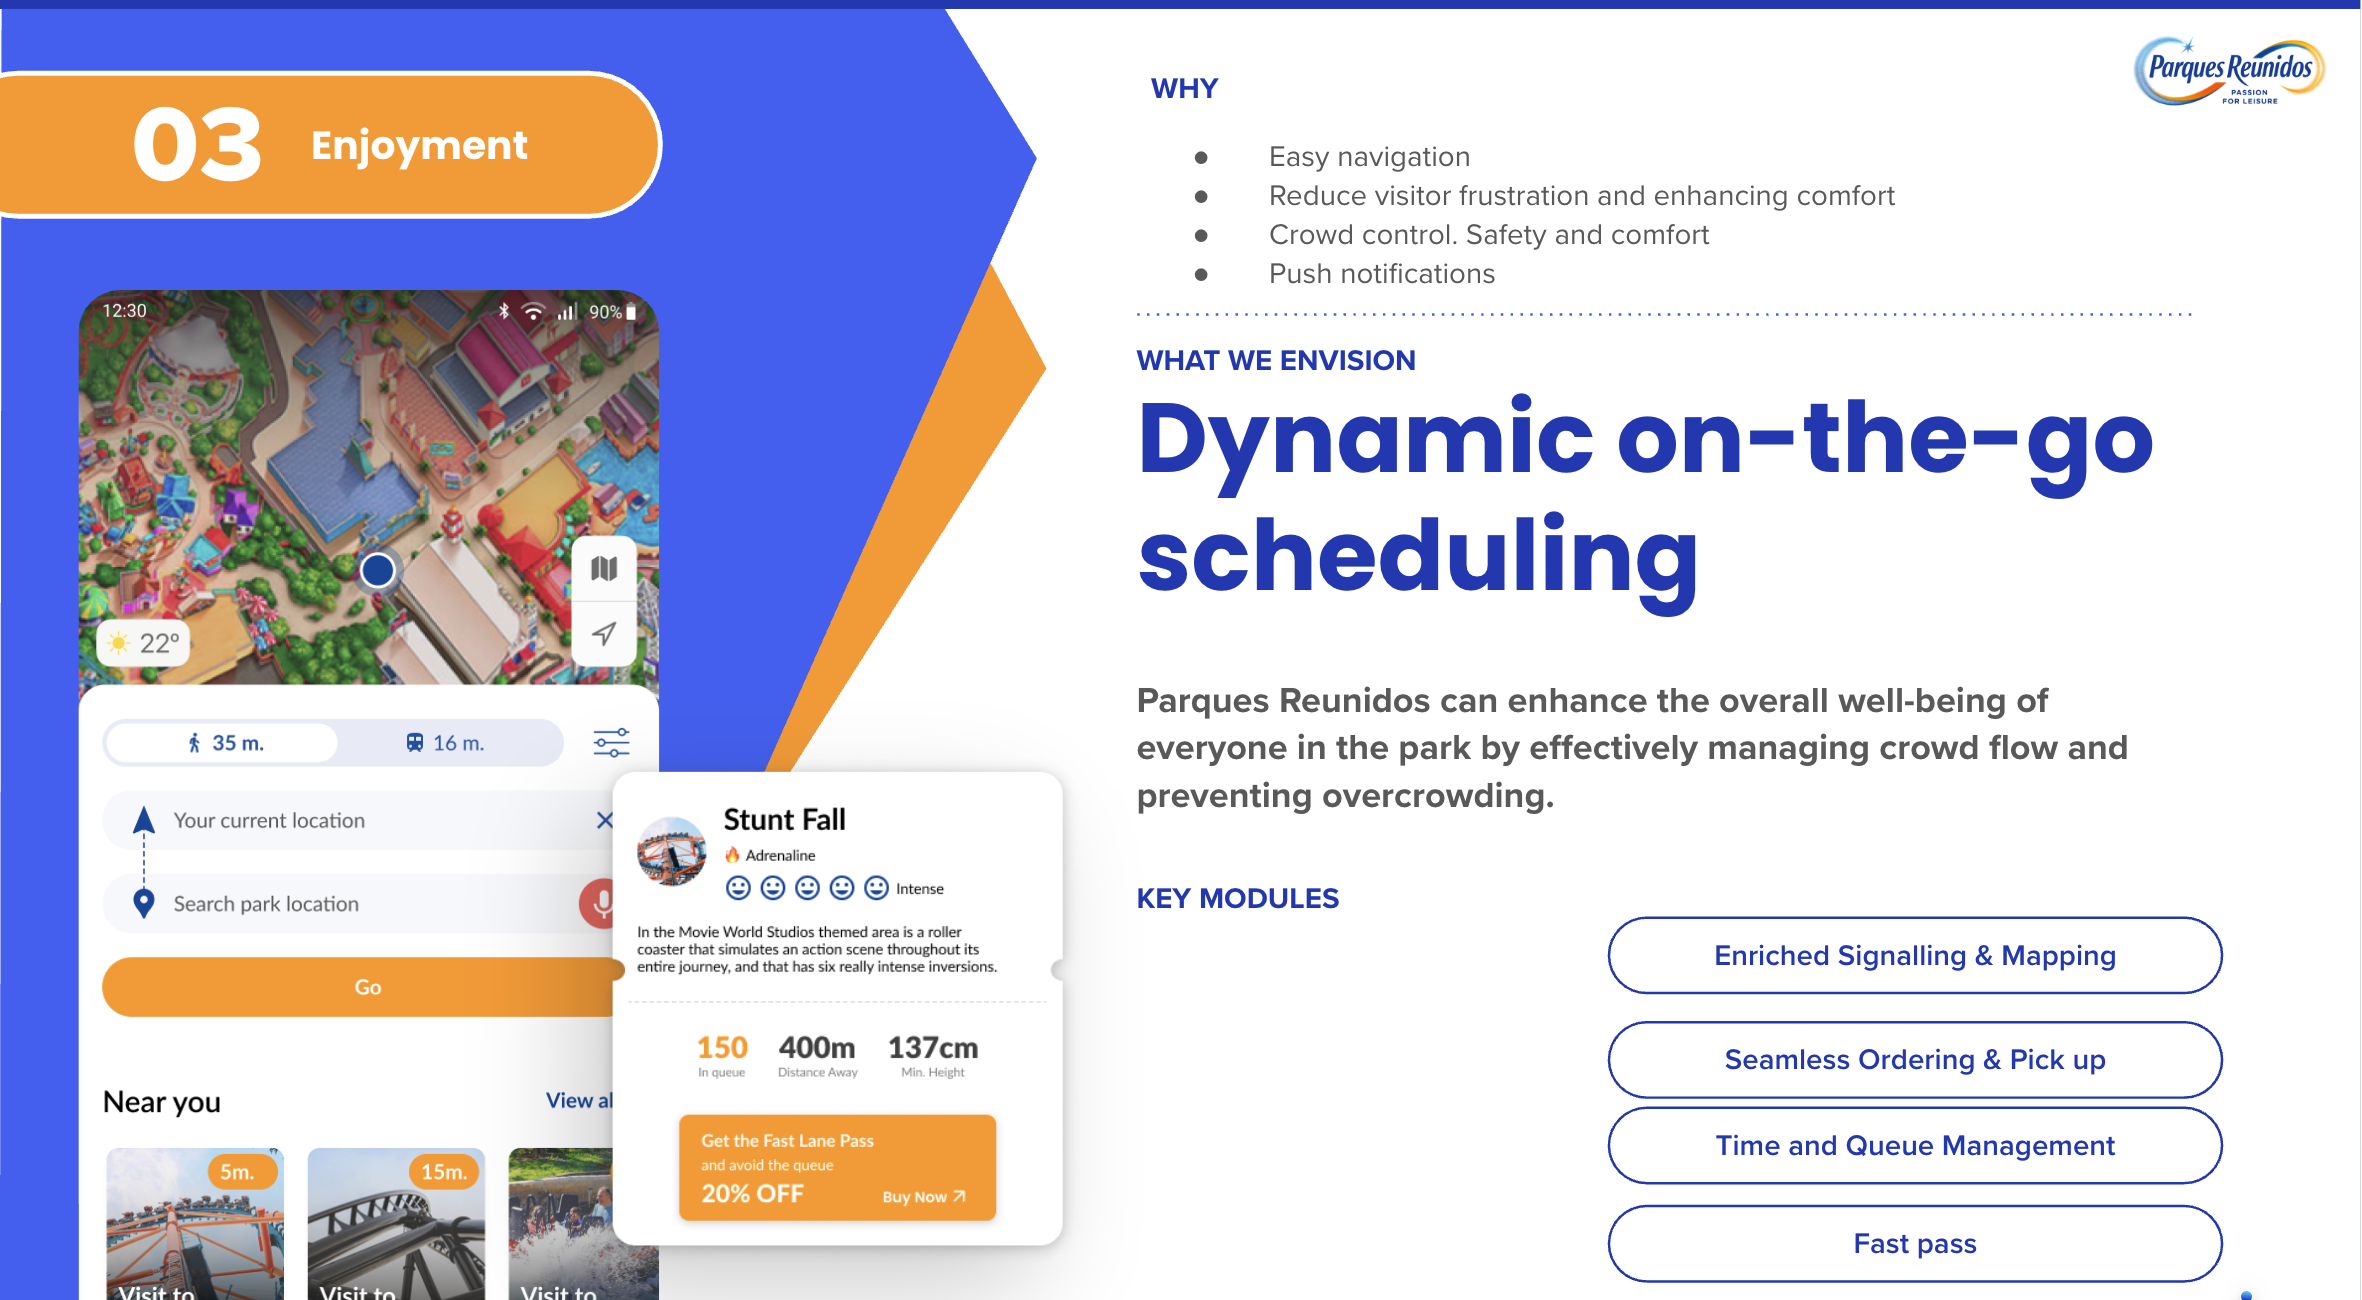 03 Enjoyment
12:30 90%
22º
35 m. 16 m.
Your current location
Search park location
Go
Near you
5m. 15m.
Visit to Visit to Visit to
Stunt Fall
Adrenaline
Intense
In the Movie World Studios themed area is a roller
coaster that simulates an action scene throughout its
entire journey, and that has six really intense inversions.
150 400m 137cm
In queue Distance Away Min. Height
Get the Fast Lane Pass
and avoid the queue
20% OFF Buy Now
Parques Reunidos
PASSION
FOR LEISURE
WHY
● Easy navigation
● Reduce visitor frustration and enhancing comfort
● Crowd control. Safety and comfort
● Push notifications
WHAT WE ENVISION
Dynamic on-the-go
scheduling
Parques Reunidos can enhance the overall well-being of
everyone in the park by effectively managing crowd flow and
preventing overcrowding.
KEY MODULES
Enriched Signalling & Mapping
Seamless Ordering & Pick up
Time and Queue Management
Fast pass